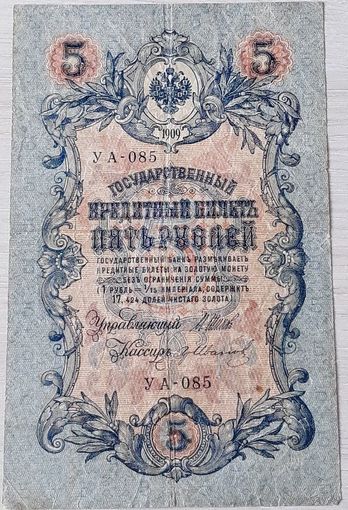 5 5
1909
УА-085
ГОСУДАРСТВЕННЫЙ
КРЕДИТНЫЙ БИЛЕТЪ
ПЯТЬ РУБЛЕЙ
ГОСУДАРСТВЕННЫЙ БАНКЪ РАЗМѢНИВАЕТЪ
КРЕДИТНЫЕ БИЛЕТЫ НА ЗОЛОТУЮ МОНЕТУ
БЕЗЪ ОГРАНИЧЕНІЯ СУММЫ
(1 РУБЛЬ = 1/15 ИМПЕРІАЛА, СОДЕРЖИТЪ
17,424 ДОЛЕЙ ЧИСТАГО ЗОЛОТА).
Управляющій
Кассиръ
УА-085
5